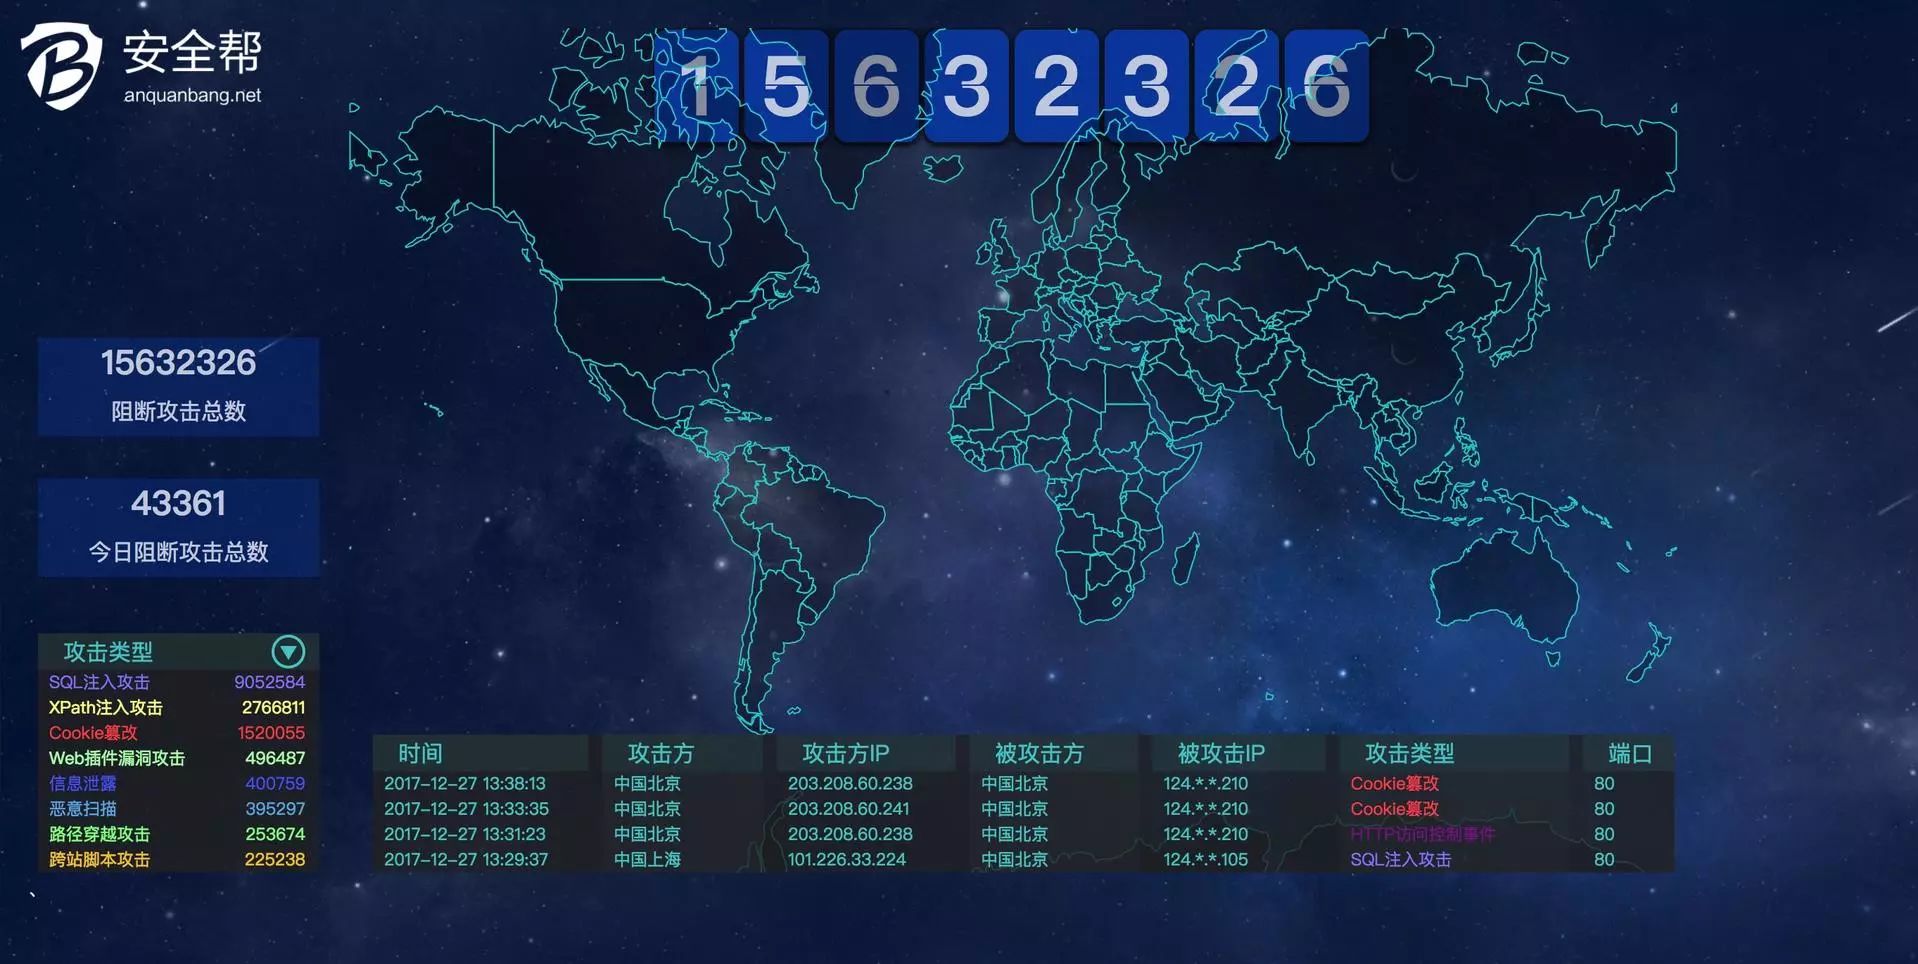 安全帮
anquanbang.net
15632326
15632326
阻断攻击总数
43361
今日阻断攻击总数
攻击类型
SQL注入攻击 9052584
XPath注入攻击 2766811
Cookie篡改 1520055
Web插件漏洞攻击 496487
信息泄露 400759
恶意扫描 395297
路径穿越攻击 253674
跨站脚本攻击 225238
时间 攻击方 攻击方IP 被攻击方 被攻击IP 攻击类型 端口
2017-12-27 13:38:13 中国北京 203.208.60.238 中国北京 124.*.*.210 Cookie篡改 80
2017-12-27 13:33:35 中国北京 203.208.60.241 中国北京 124.*.*.210 Cookie篡改 80
2017-12-27 13:31:23 中国北京 203.208.60.238 中国北京 124.*.*.210 HTTP访问控制事件 80
2017-12-27 13:29:37 中国上海 101.226.33.224 中国北京 124.*.*.105 SQL注入攻击 80